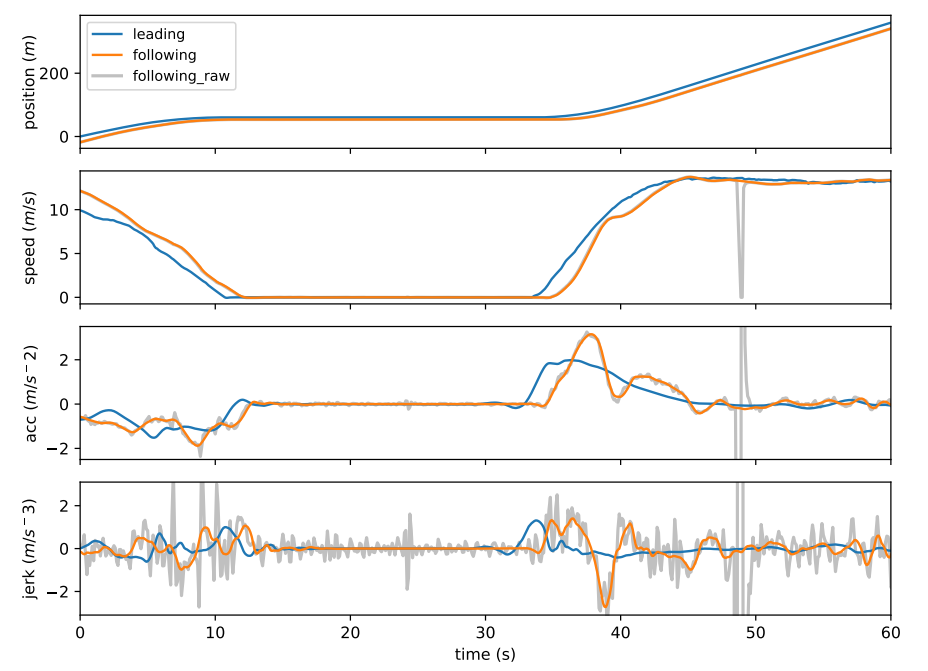 position (m)
200
0
leading
following
following_raw
speed (m/s)
10
5
0
acc (m/s⁻2)
2
0
−2
jerk (m/s⁻3)
2
0
−2
0 10 20 30 40 50 60
time (s)